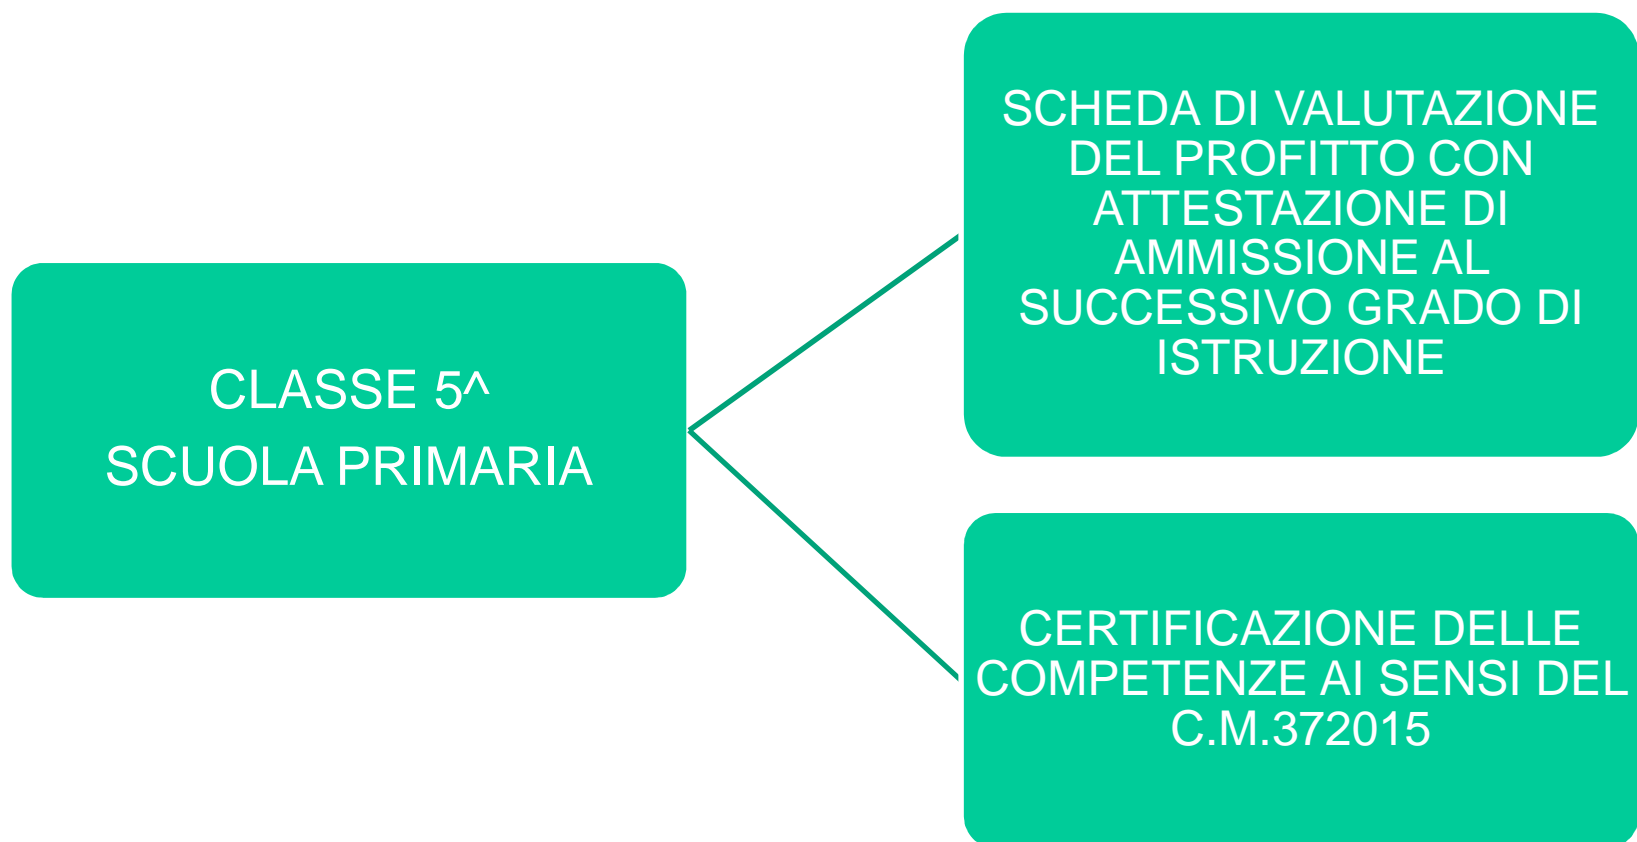 CLASSE 5^
SCUOLA PRIMARIA
SCHEDA DI VALUTAZIONE
DEL PROFITTO CON
ATTESTAZIONE DI
AMMISSIONE AL
SUCCESSIVO GRADO DI
ISTRUZIONE
CERTIFICAZIONE DELLE
COMPETENZE AI SENSI DEL
C.M.372015